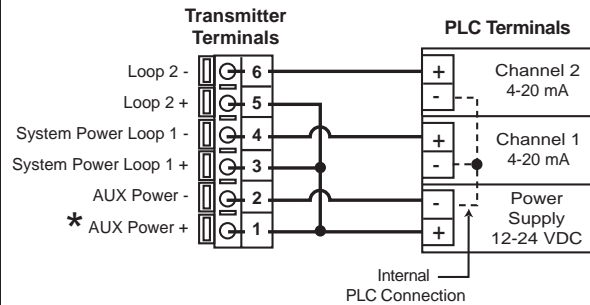 Transmitter
Terminals
PLC Terminals
Loop 2 -
6
+
Channel 2
4-20 mA
Loop 2 +
5
-
System Power Loop 1 -
4
+
Channel 1
4-20 mA
System Power Loop 1 +
3
-
AUX Power -
2
-
Power
Supply
12-24 VDC
* AUX Power +
1
+
Internal
PLC Connection